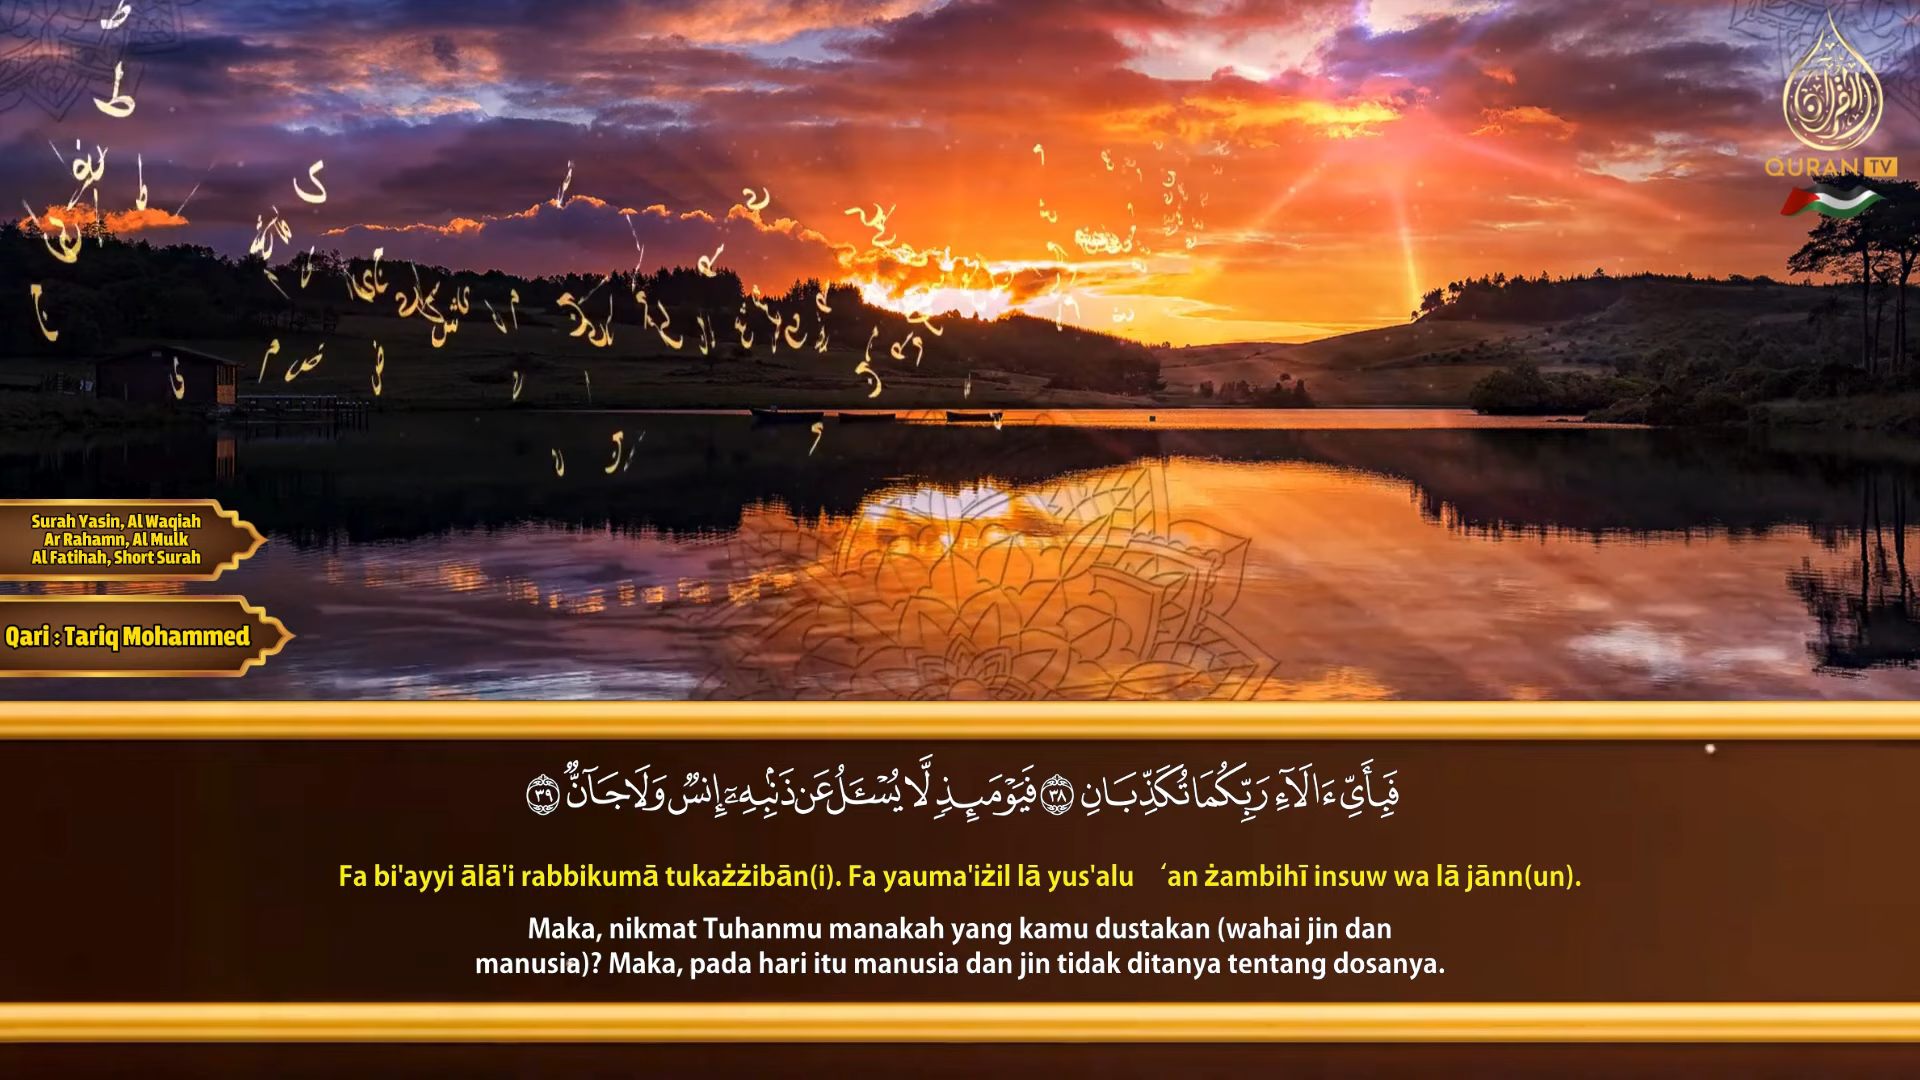 القرآن
QURAN TV
Surah Yasin, Al Waqiah
Ar Rahamn, Al Mulk
Al Fatihah, Short Surah
Qari : Tariq Mohammed
فَبِأَيِّ ءَالَآءِ رَبِّكُمَا تُكَذِّبَانِ ٣٨ فَيَوْمَئِذٍ لَّا يُسْـَٔلُ عَن ذَنۢبِهِۦٓ إِنسٌ وَلَا جَآنٌّ ٣٩
Fa bi'ayyi ālā'i rabbikumā tukażżibān(i). Fa yauma'iżil lā yus'alu ‘an żambihī insuw wa lā jānn(un).
Maka, nikmat Tuhanmu manakah yang kamu dustakan (wahai jin dan
manusia)? Maka, pada hari itu manusia dan jin tidak ditanya tentang dosanya.